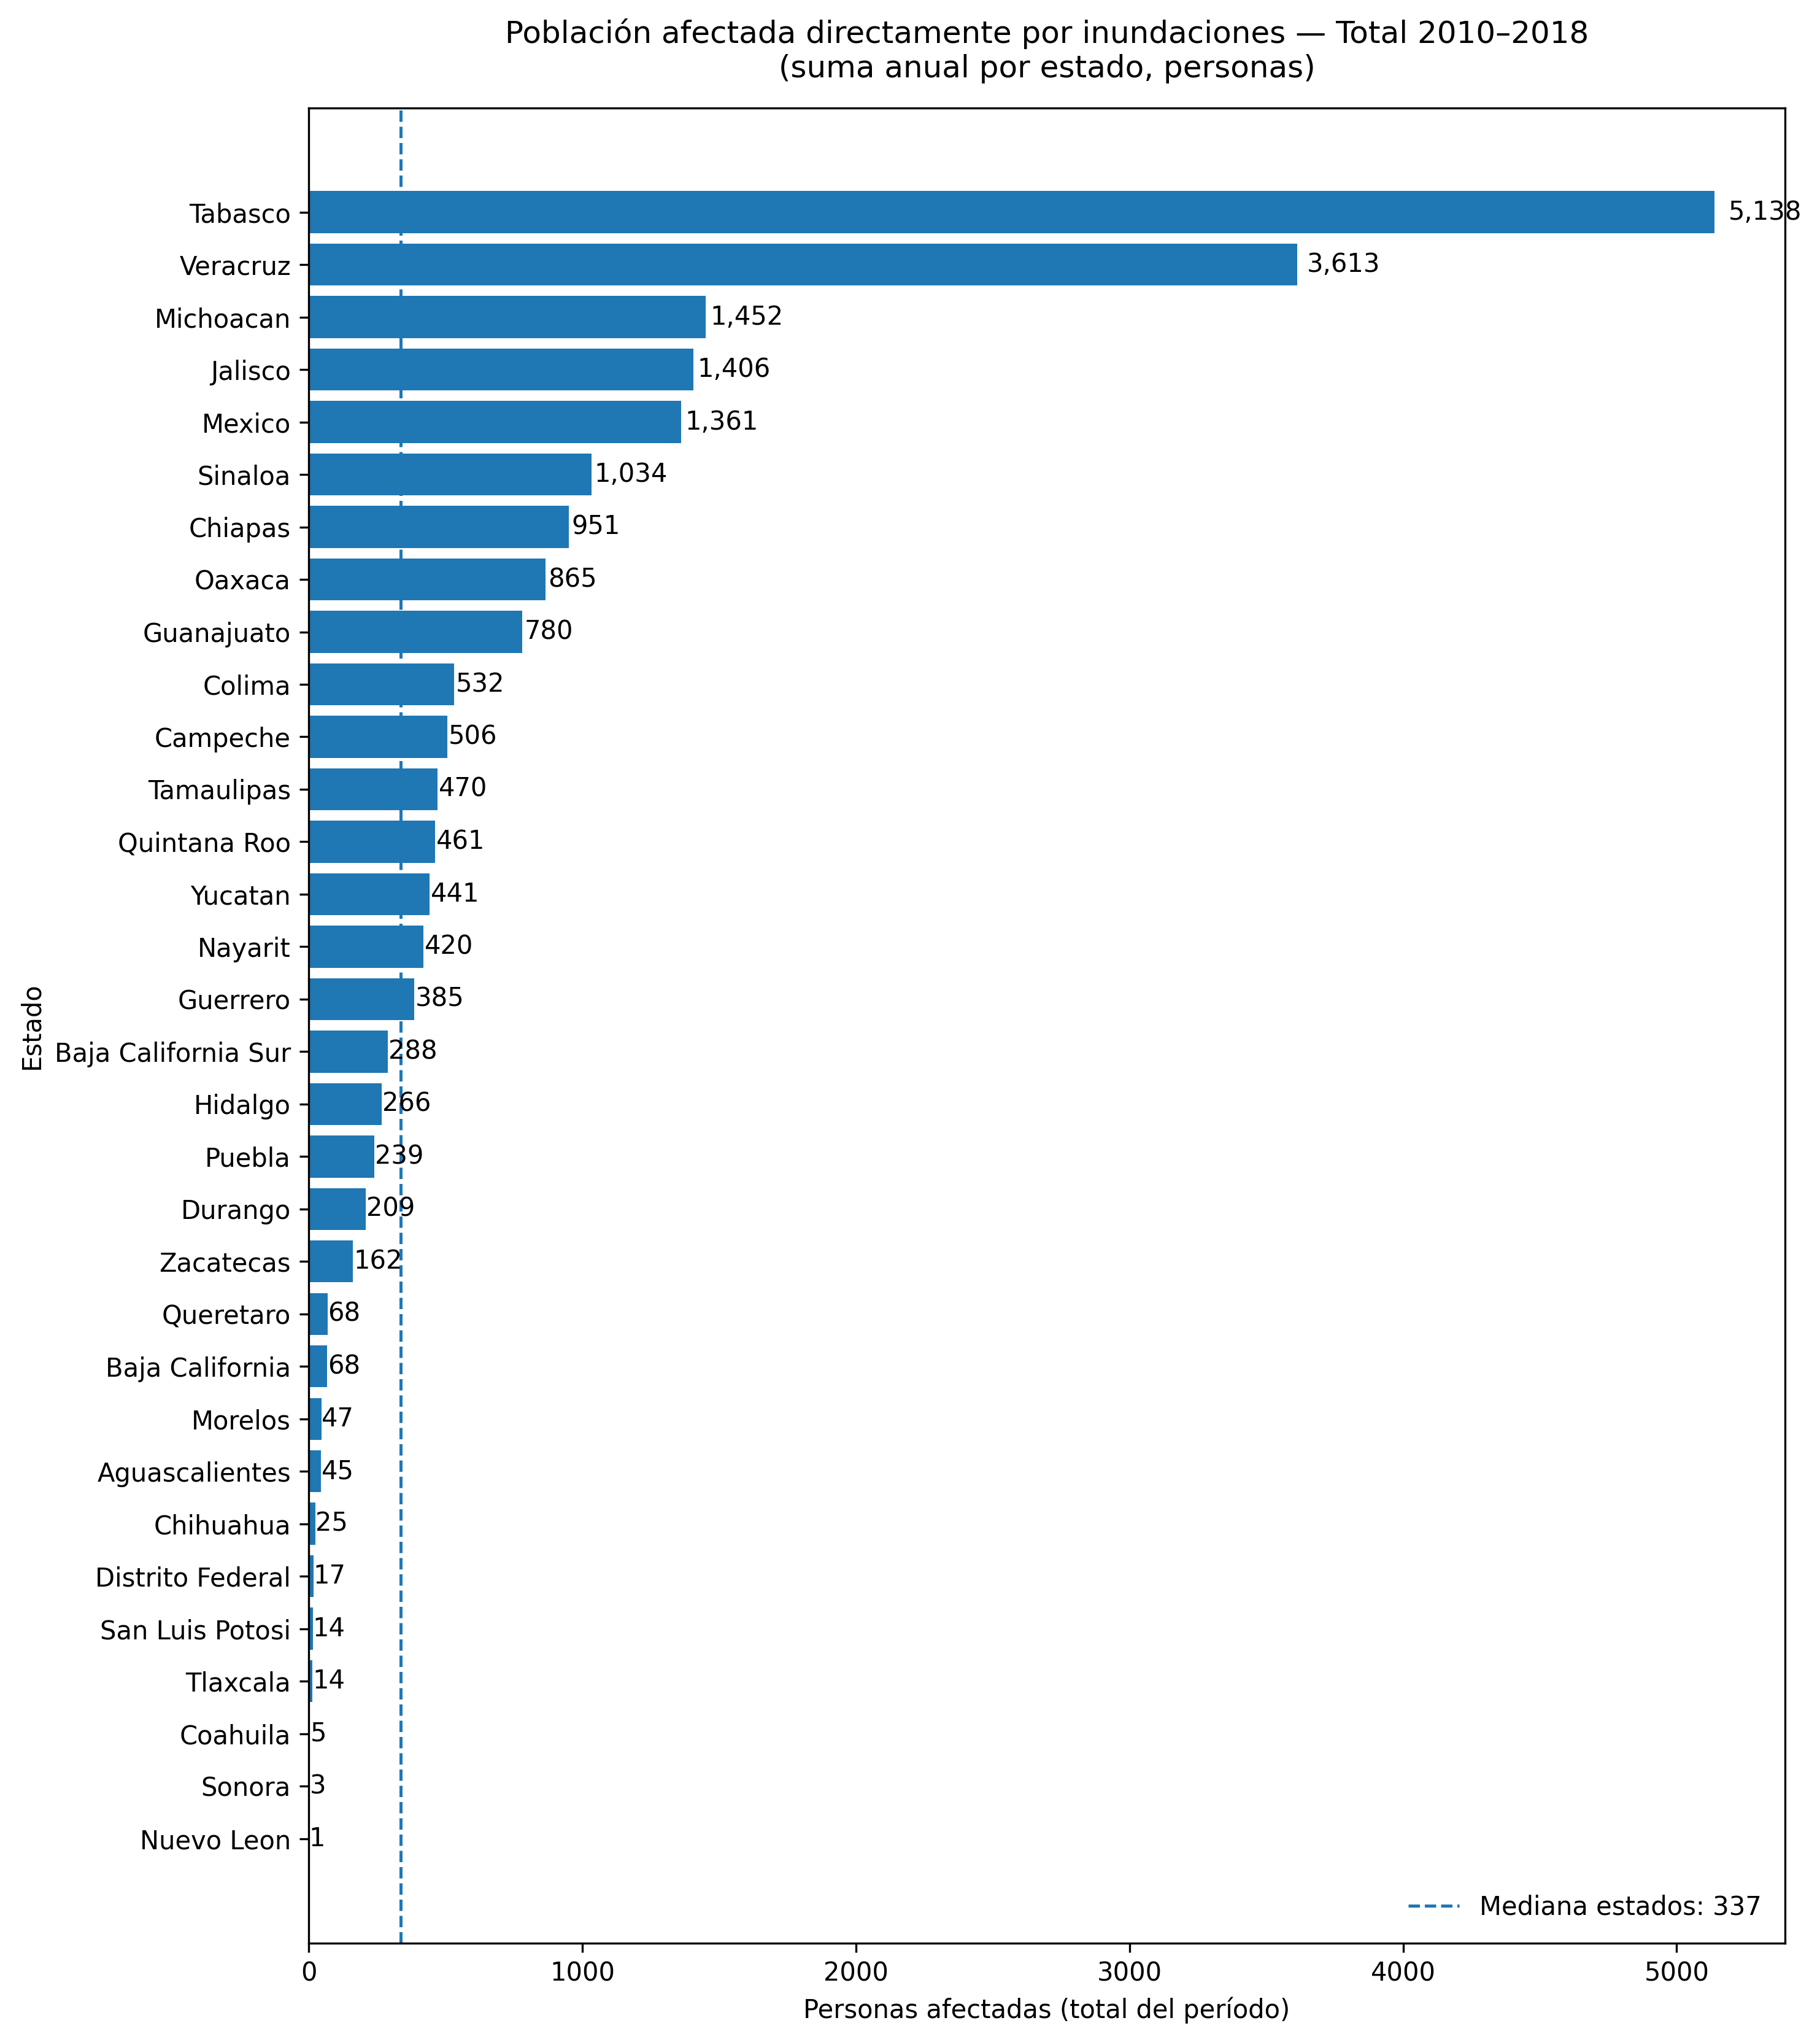 Población afectada directamente por inundaciones — Total 2010–2018
(suma anual por estado, personas)
Tabasco 5,138
Veracruz 3,613
Michoacan 1,452
Jalisco 1,406
Mexico 1,361
Sinaloa 1,034
Chiapas 951
Oaxaca 865
Guanajuato 780
Colima 532
Campeche 506
Tamaulipas 470
Quintana Roo 461
Yucatan 441
Nayarit 420
Guerrero 385
Estado
Baja California Sur 288
Hidalgo 266
Puebla 239
Durango 209
Zacatecas 162
Queretaro 68
Baja California 68
Morelos 47
Aguascalientes 45
Chihuahua 25
Distrito Federal 17
San Luis Potosi 14
Tlaxcala 14
Coahuila 5
Sonora 3
Nuevo Leon 1
Mediana estados: 337
0 1000 2000 3000 4000 5000
Personas afectadas (total del período)